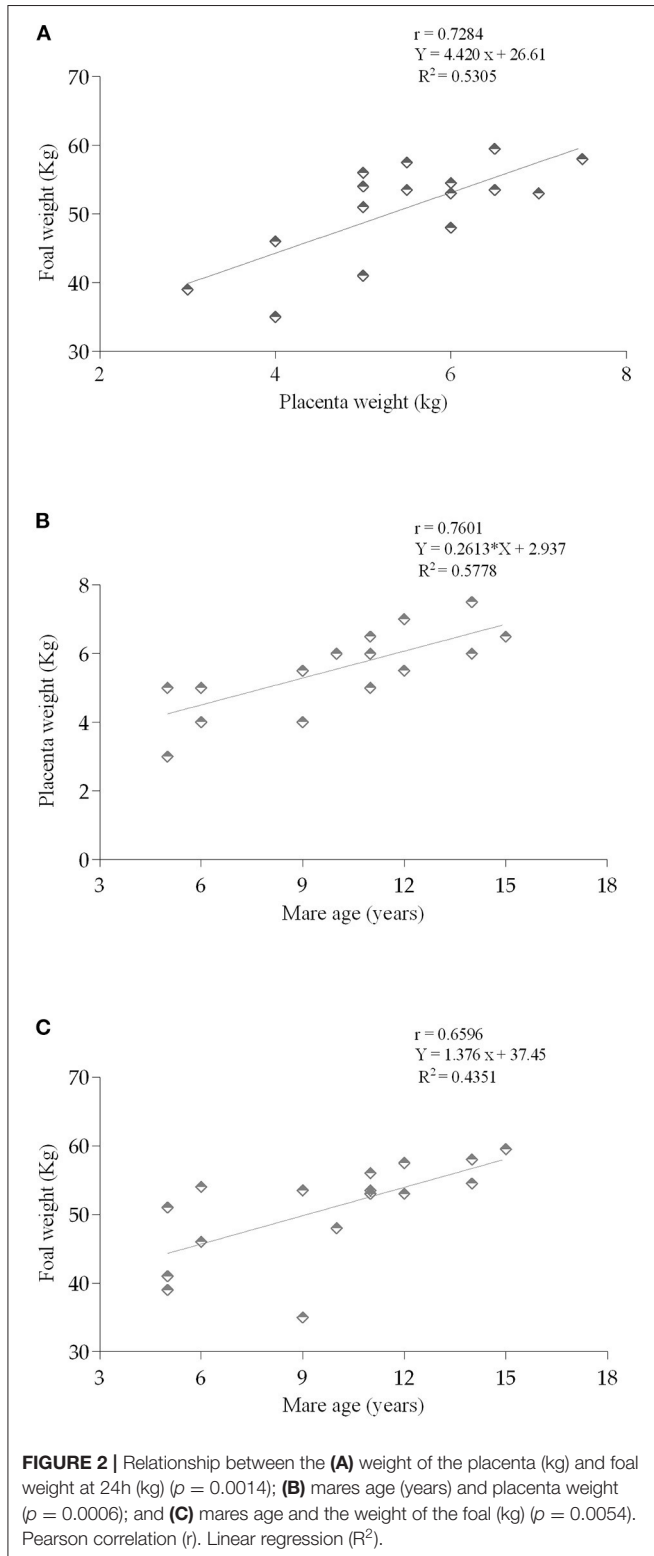 A
r = 0.7284
Y = 4.420 x + 26.61
R² = 0.5305
70
60
50
40
30
Foal weight (Kg)
2
4
6
8
Placenta weight (kg)
B
r = 0.7601
Y = 0.2613*X + 2.937
R² = 0.5778
8
6
4
2
0
Placenta weight (Kg)
3
6
9
12
15
18
Mare age (years)
C
r = 0.6596
Y = 1.376 x + 37.45
R² = 0.4351
70
60
50
40
30
Foal weight (Kg)
3
6
9
12
15
18
Mare age (years)
FIGURE 2 | Relationship between the (A) weight of the placenta (kg) and foal
weight at 24h (kg) (p = 0.0014); (B) mares age (years) and placenta weight
(p = 0.0006); and (C) mares age and the weight of the foal (kg) (p = 0.0054).
Pearson correlation (r). Linear regression (R²).